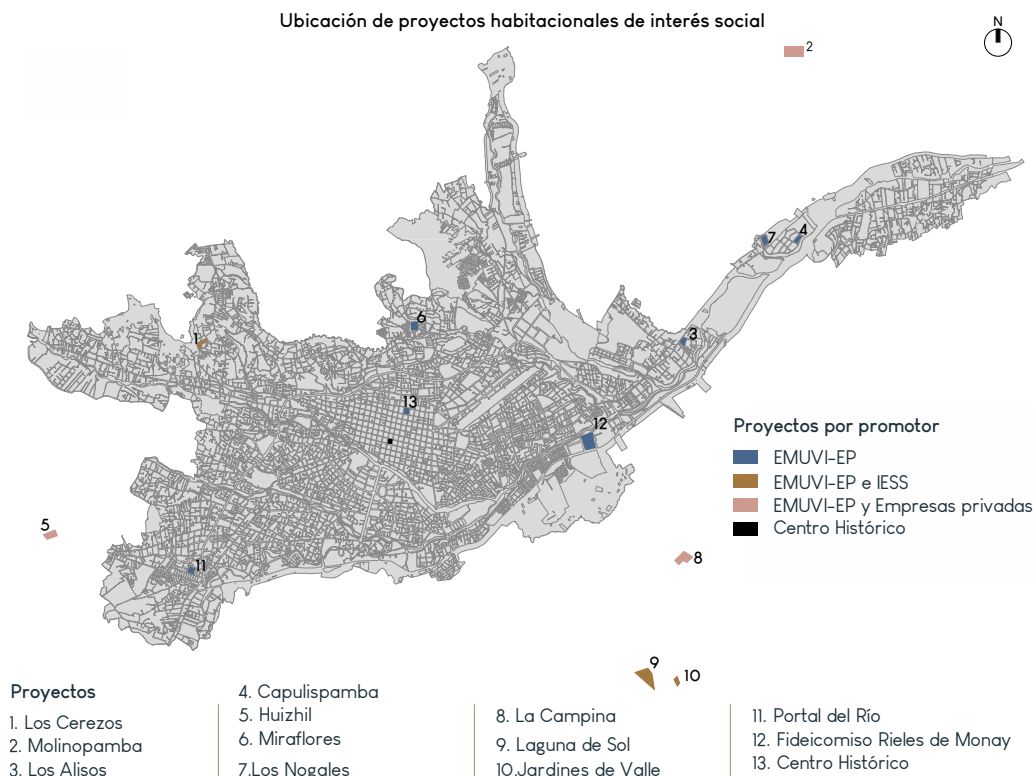 Ubicación de proyectos habitacionales de interés social
N
2
7
4
6
1
3
13
12
Proyectos por promotor
EMUVI-EP
EMUVI-EP e IESS
EMUVI-EP y Empresas privadas
Centro Histórico
5
8
11
9
10
Proyectos
1. Los Cerezos
2. Molinopamba
3. Los Alisos
4. Capulispamba
5. Huizhil
6. Miraflores
7.Los Nogales
8. La Campina
9. Laguna de Sol
10.Jardines de Valle
11. Portal del Río
12. Fideicomiso Rieles de Monay
13. Centro Histórico